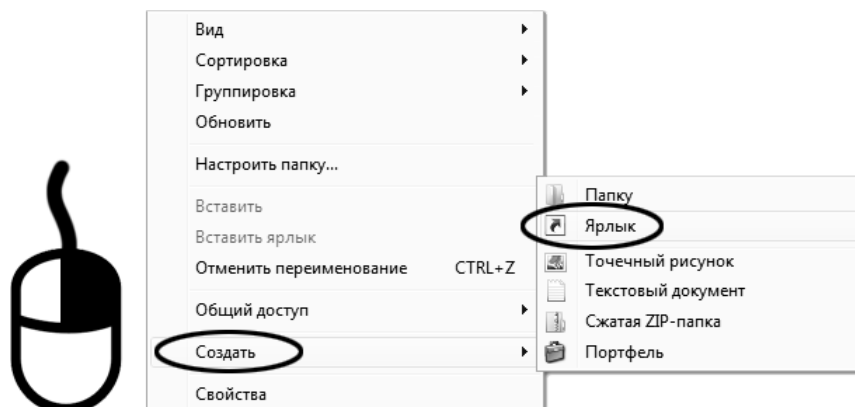 Вид
Сортировка
Группировка
Обновить
Настроить папку...
Вставить
Вставить ярлык
Отменить переименование CTRL+Z
Общий доступ
Создать
Свойства
Папку
Ярлык
Точечный рисунок
Текстовый документ
Сжатая ZIP-папка
Портфель